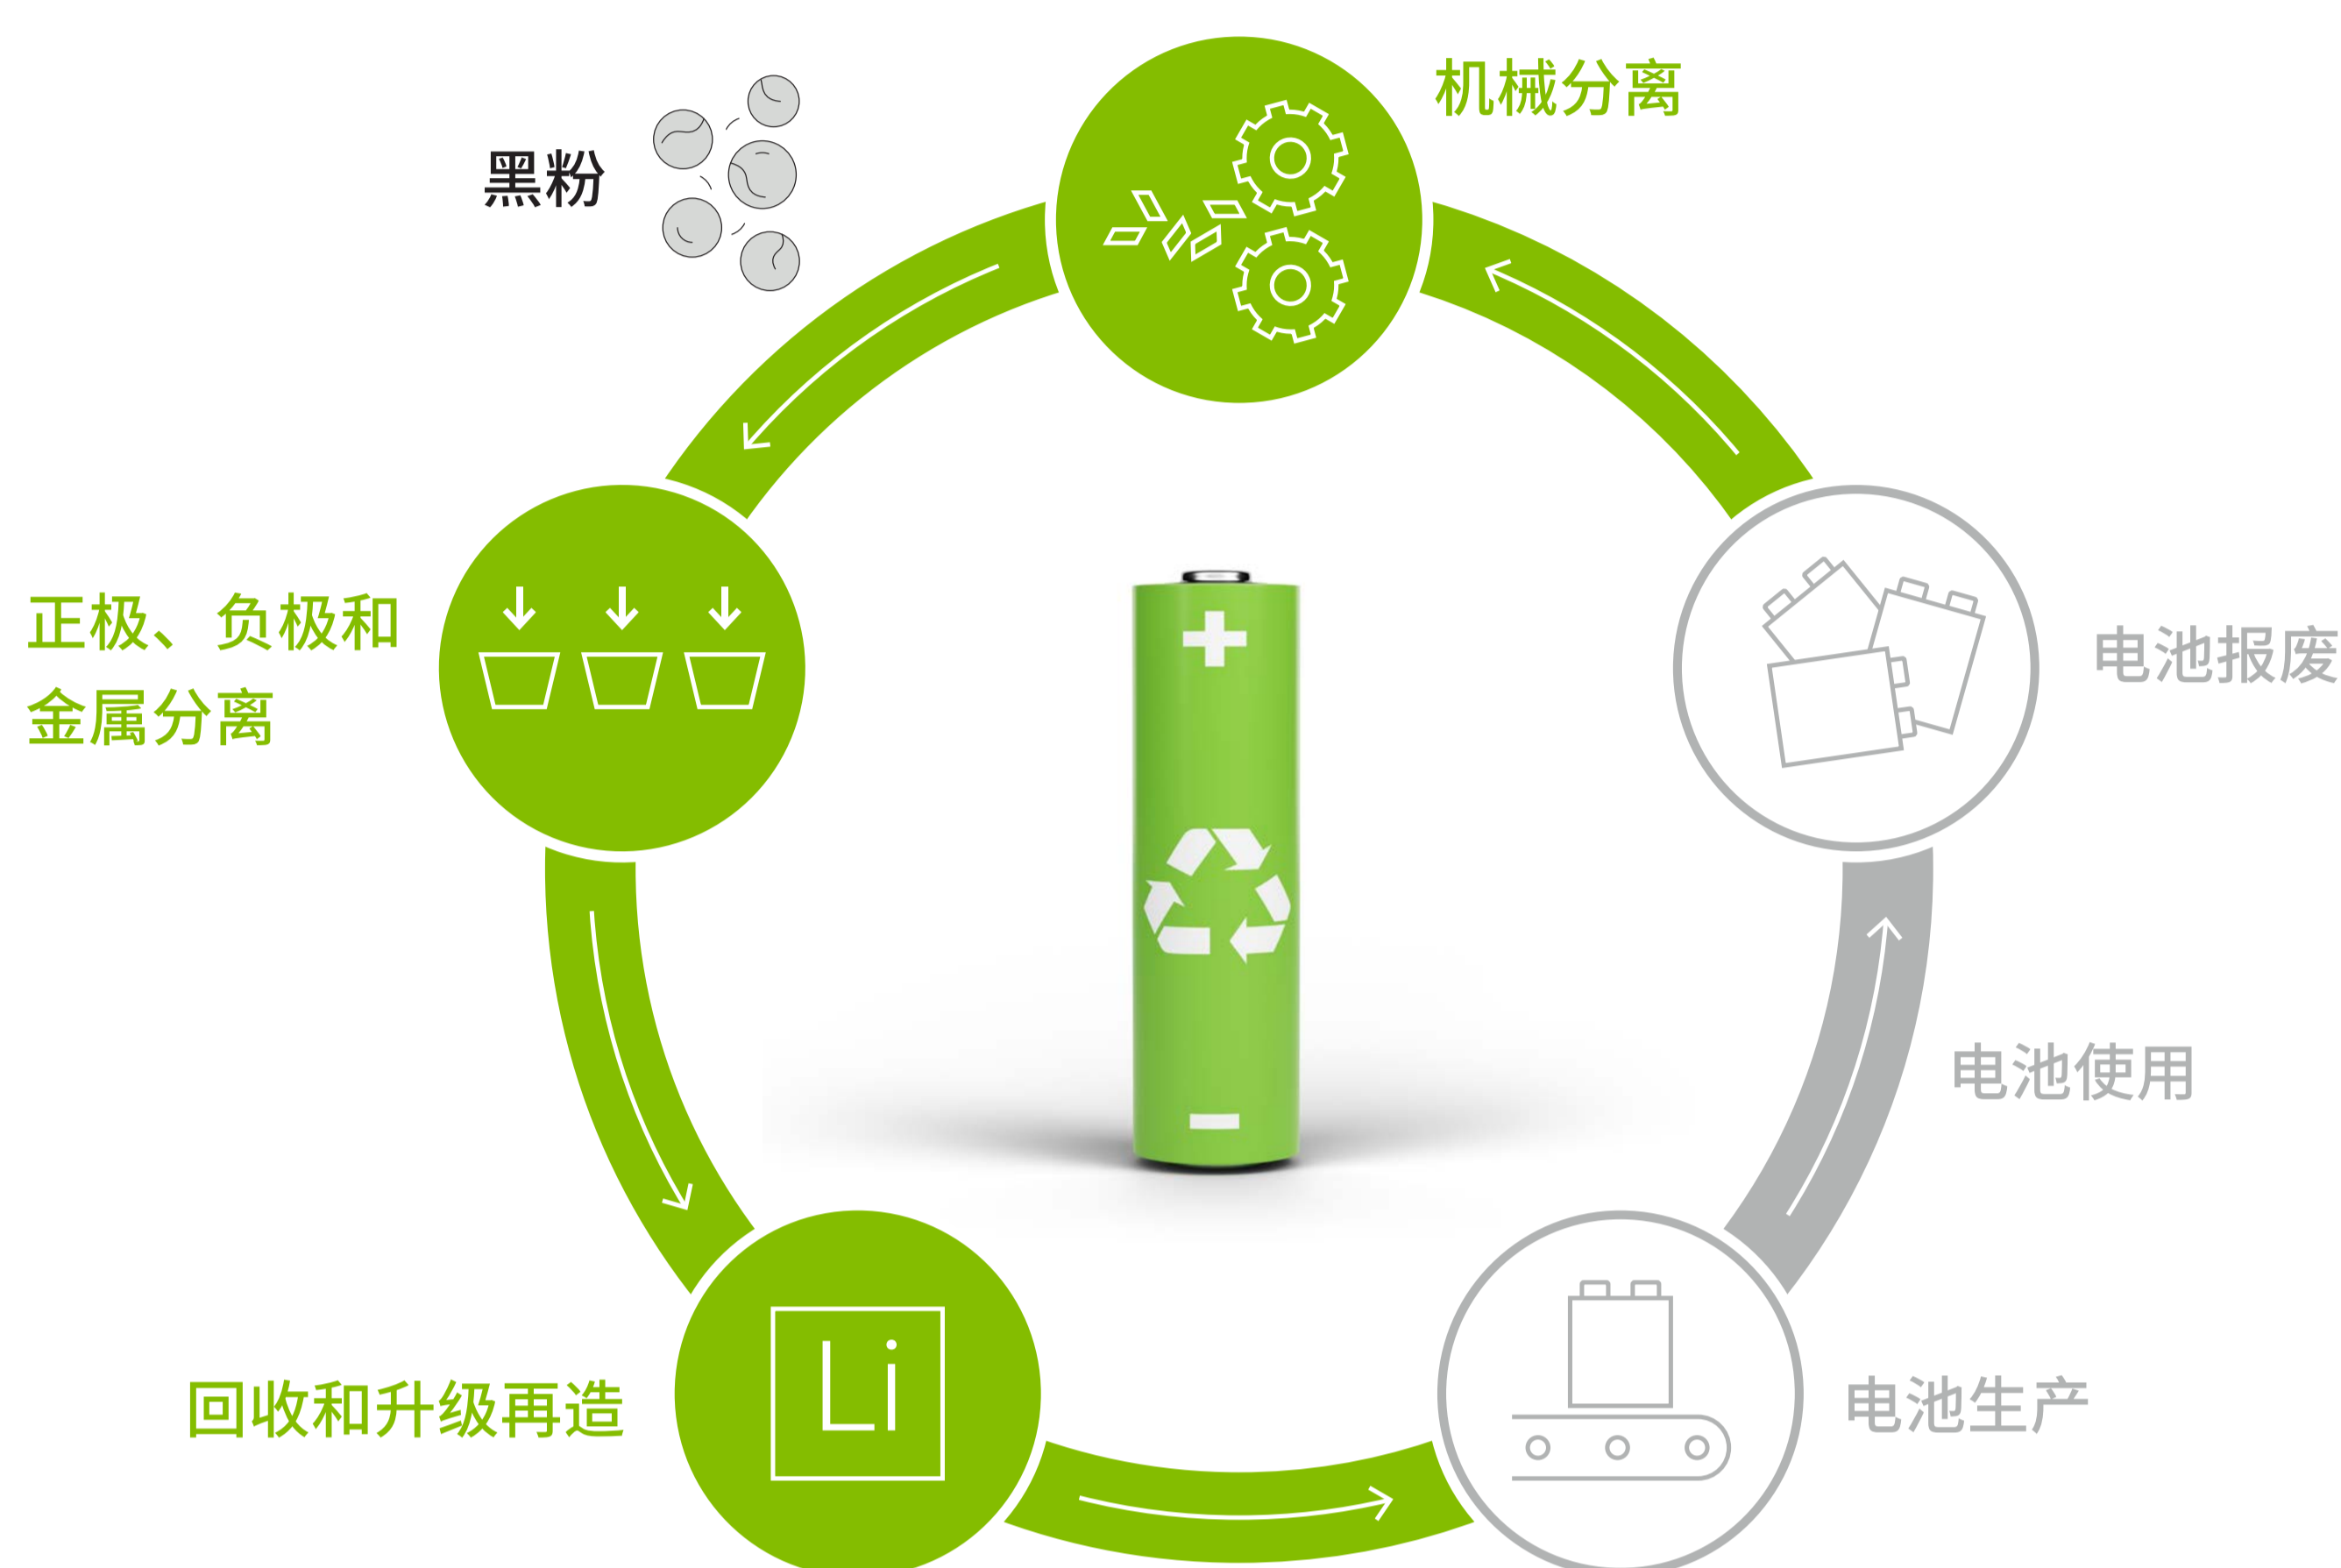 机械分离
黑粉
正极、负极和
金属分离
电池报废
电池使用
Li
回收和升级再造
电池生产